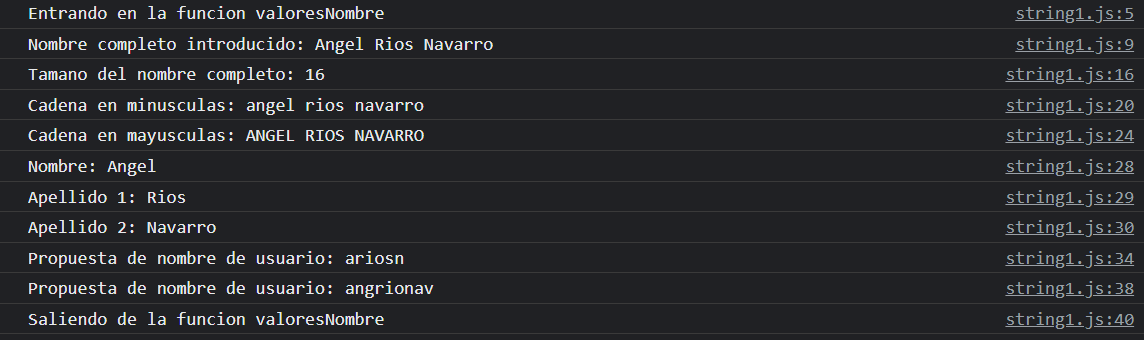 Entrando en la funcion valoresNombre string1.js:5
Nombre completo introducido: Angel Rios Navarro string1.js:9
Tamano del nombre completo: 16 string1.js:16
Cadena en minusculas: angel rios navarro string1.js:20
Cadena en mayusculas: ANGEL RIOS NAVARRO string1.js:24
Nombre: Angel string1.js:28
Apellido 1: Rios string1.js:29
Apellido 2: Navarro string1.js:30
Propuesta de nombre de usuario: ariosn string1.js:34
Propuesta de nombre de usuario: angrionav string1.js:38
Saliendo de la funcion valoresNombre string1.js:40